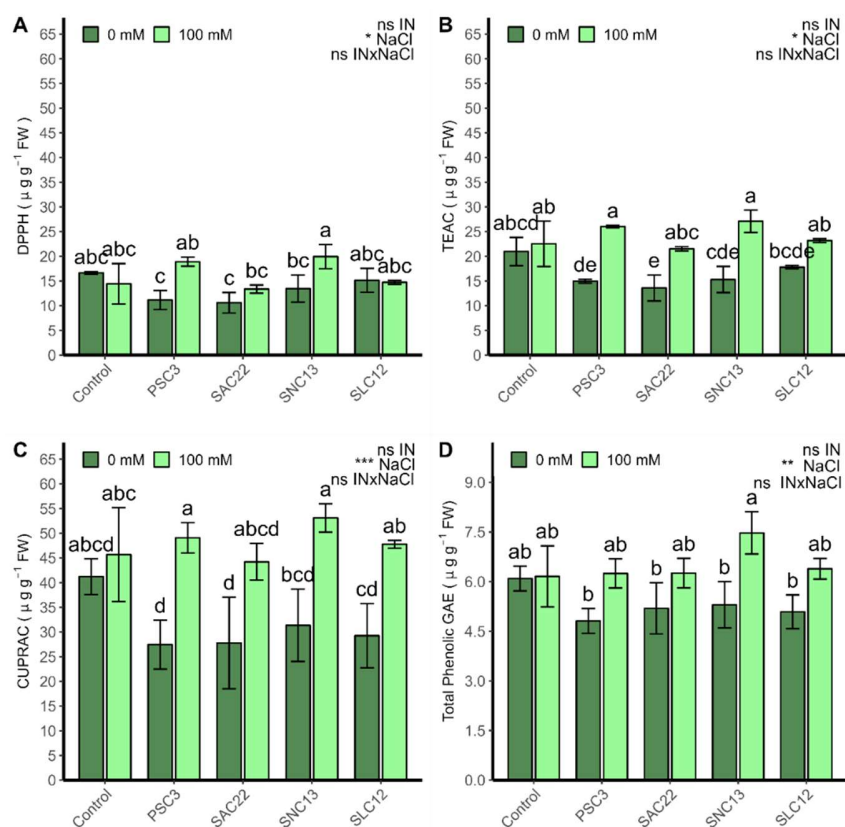 A
0 mM
100 mM
ns IN
* NaCl
ns INxNaCl
DPPH ( μ g g⁻¹ FW )
65
60
55
50
45
40
35
30
25
20
15
10
5
0
abc abc
c ab
c bc
bc a
abc abc
Control
PSC3
SAC22
SNC13
SLC12
B
0 mM
100 mM
ns IN
* NaCl
ns INxNaCl
TEAC ( μ g g⁻¹ FW)
65
60
55
50
45
40
35
30
25
20
15
10
5
0
abcd ab
de a
e abc
cde a
bcde ab
Control
PSC3
SAC22
SNC13
SLC12
C
0 mM
100 mM
ns IN
*** NaCl
ns INxNaCl
CUPRAC ( μ g g⁻¹ FW)
65
60
55
50
45
40
35
30
25
20
15
10
5
0
abcd abc
d a
d abcd
bcd a
cd ab
Control
PSC3
SAC22
SNC13
SLC12
D
0 mM
100 mM
ns IN
** NaCl
ns INxNaCl
Total Phenolic GAE ( μ g g⁻¹ FW)
9.0
7.5
6.0
4.5
3.0
1.5
0.0
ab ab
b ab
b ab
b a
b ab
Control
PSC3
SAC22
SNC13
SLC12